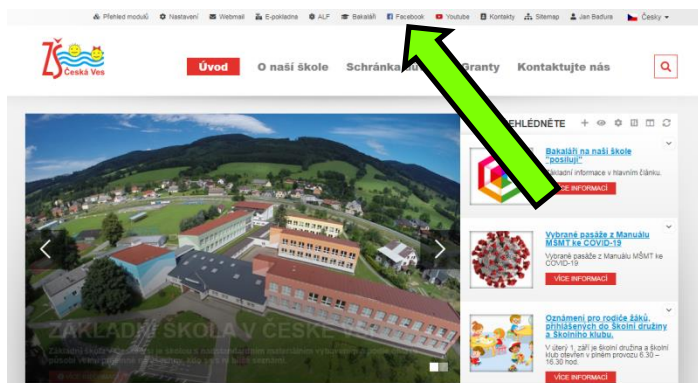 Přehled modulů Nastavení Webmail E-pokladna ALF Bakaláři Facebook Youtube Kontakty Sitemap Jan Baďura Česky
ZŠ Česká Ves
Úvod O naší škole Schránka Granty Kontaktujte nás
EHLÉDNĚTE
Bakaláři na naší škole
"posilují"
Základní informace v hlavním článku.
VÍCE INFORMACÍ
Vybrané pasáže z Manuálu
MŠMT ke COVID-19
Vybrané pasáže z Manuálu MŠMT ke
COVID-19
VÍCE INFORMACÍ
ZÁKLADNÍ ŠKOLA V ČESKÉ
Oznámení pro rodiče žáků,
přihlášených do školní družiny
a Školního klubu.
V úterý 1. září je školní družina a školní
klub otevřen v plném provozu 6.30 –
16.30 hod.
VÍCE INFORMACÍ